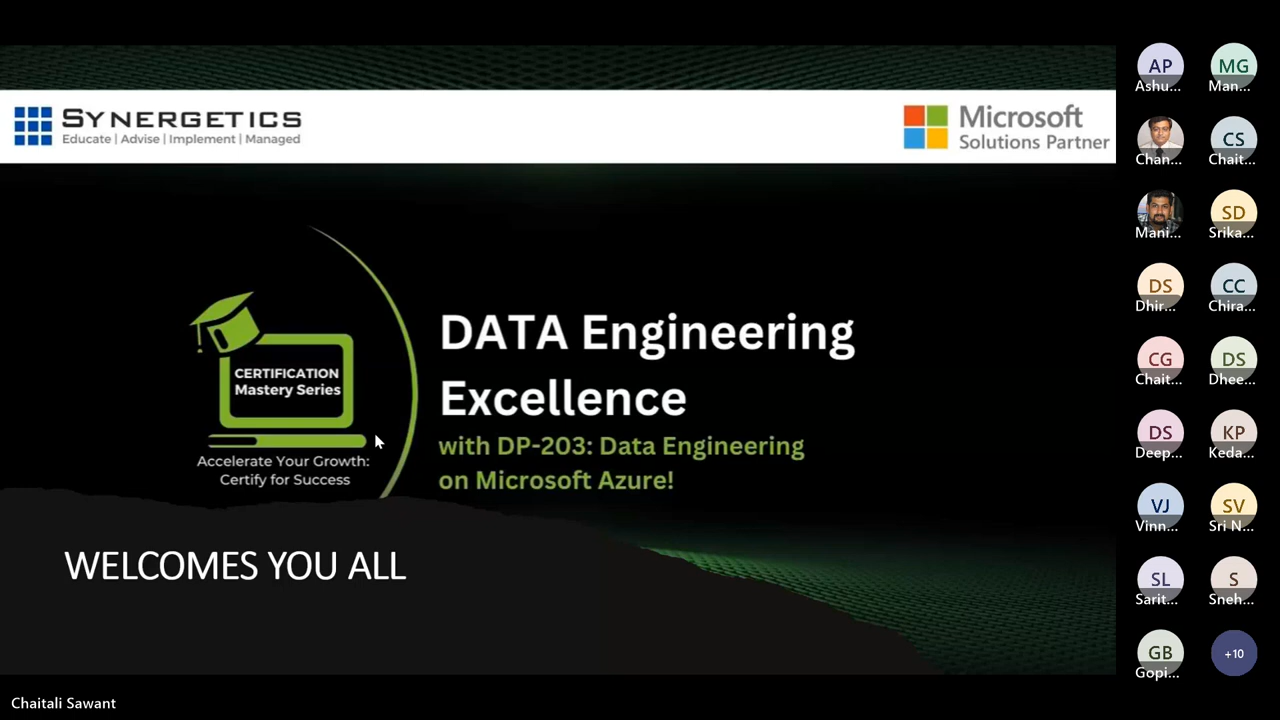 SYNERGETICS
Educate | Advise | Implement | Managed
Microsoft
Solutions Partner
CERTIFICATION
Mastery Series
Accelerate Your Growth:
Certify for Success
DATA Engineering
Excellence
with DP-203: Data Engineering
on Microsoft Azure!
WELCOMES YOU ALL
Chaitali Sawant
AP
Ashu...
MG
Man...
Chan...
CS
Chait...
Mani...
SD
Srika...
DS
Dhir...
CC
Chira...
CG
Chait...
DS
Dhee...
DS
Deep...
KP
Keda...
VJ
Vinn...
SV
Sri N...
SL
Sarit...
S
Sneh...
GB
Gopi...
+10